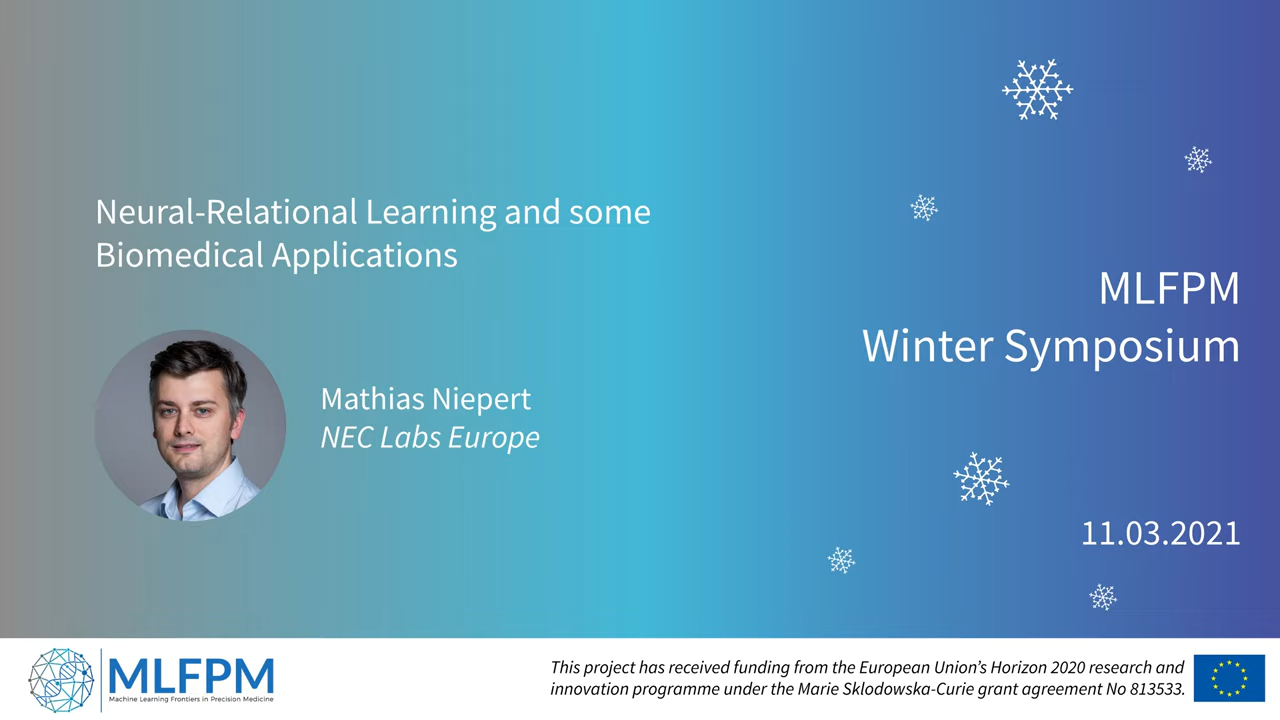 Neural-Relational Learning and some
Biomedical Applications
Mathias Niepert
NEC Labs Europe
MLFPM
Winter Symposium
11.03.2021
MLFPM
Machine Learning Frontiers in Precision Medicine
This project has received funding from the European Union’s Horizon 2020 research and
innovation programme under the Marie Sklodowska-Curie grant agreement No 813533.